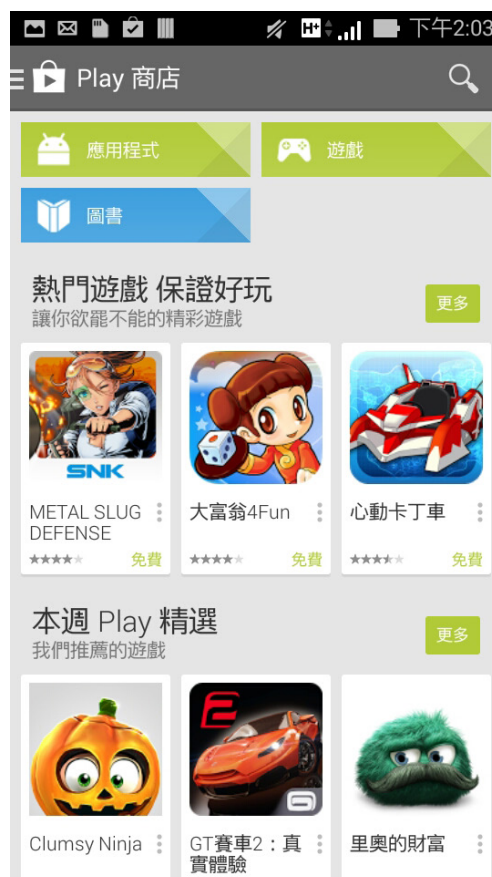 H+ 下午2:03
Play 商店
應用程式
遊戲
圖書
熱門遊戲 保證好玩
讓你欲罷不能的精彩遊戲
更多
SNK
METAL SLUG DEFENSE
免費
大富翁4Fun
免費
心動卡丁車
免費
本週 Play 精選
我們推薦的遊戲
更多
2
Clumsy Ninja
GT賽車2：真
實體驗
里奧的財富